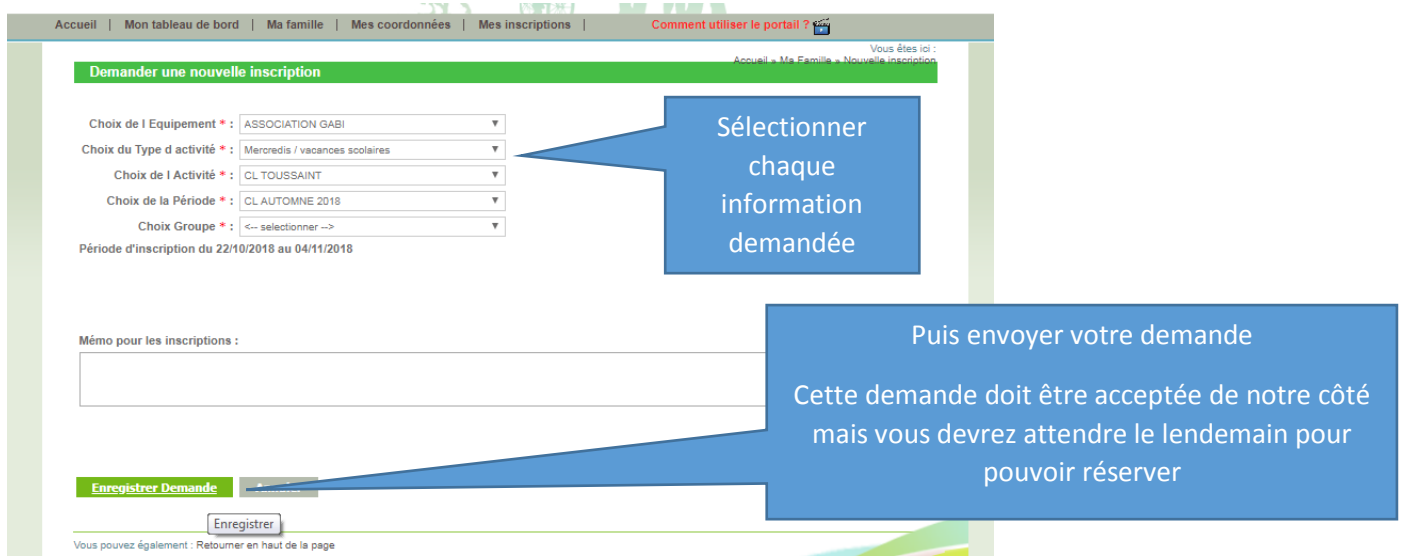 Accueil | Mon tableau de bord | Ma famille | Mes coordonnées | Mes inscriptions | Comment utiliser le portail ?
Vous êtes ici :
Accueil » Ma Famille » Nouvelle inscription
Demander une nouvelle inscription
Choix de l Equipement * : ASSOCIATION GABI
Choix du Type d activité * : Mercredis / vacances scolaires
Choix de l Activité * : CL TOUSSAINT
Choix de la Période * : CL AUTOMNE 2018
Choix Groupe * : <-- selectionner -->
Période d'inscription du 22/10/2018 au 04/11/2018
Sélectionner
chaque
information
demandée
Mémo pour les inscriptions :
Puis envoyer votre demande
Cette demande doit être acceptée de notre côté
mais vous devrez attendre le lendemain pour
pouvoir réserver
Enregistrer Demande
Enregistrer
Vous pouvez également : Retourner en haut de la page